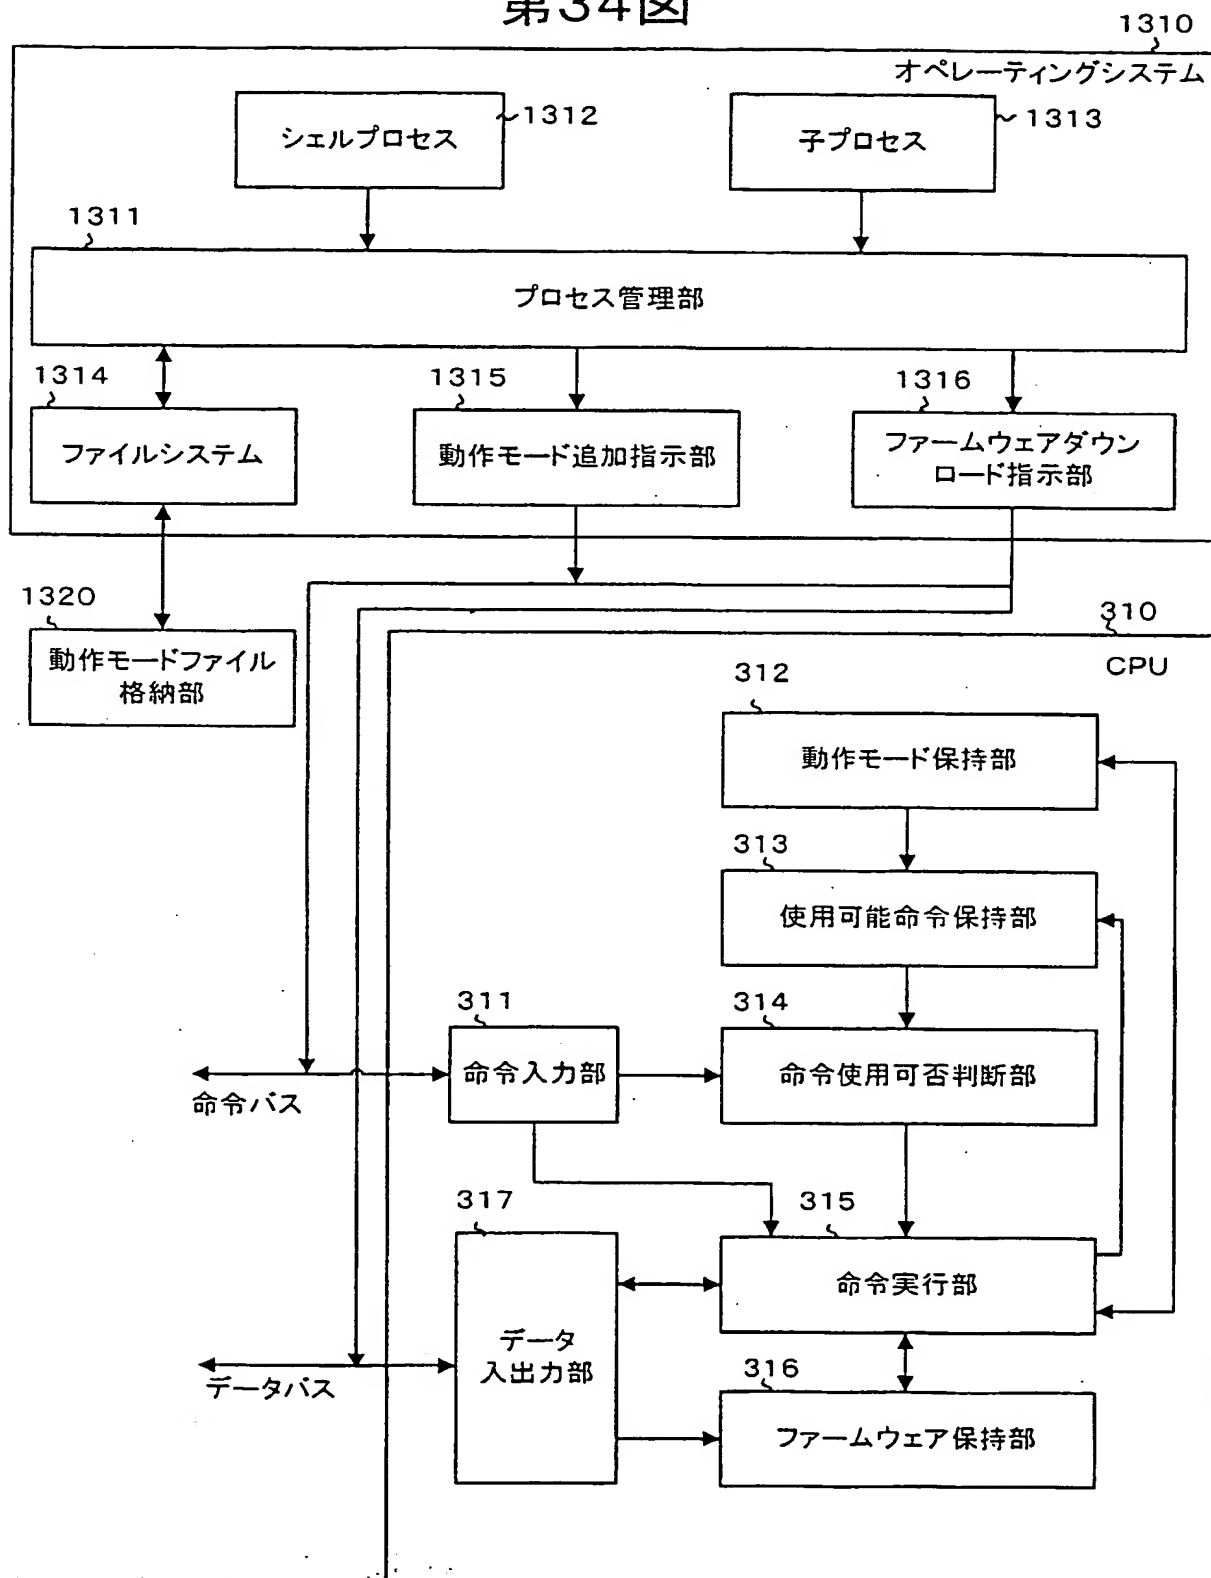 第34図
1310
オペレーティングシステム
シェルプロセス
1312
子プロセス
1313
1311
プロセス管理部
1314
ファイルシステム
1315
動作モード追加指示部
1316
ファームウェアダウン
ロード指示部
1320
動作モードファイル
格納部
310
CPU
312
動作モード保持部
313
使用可能命令保持部
311
命令入力部
314
命令使用可否判断部
命令バス
317
データ
入出力部
315
命令実行部
データバス
316
ファームウェア保持部